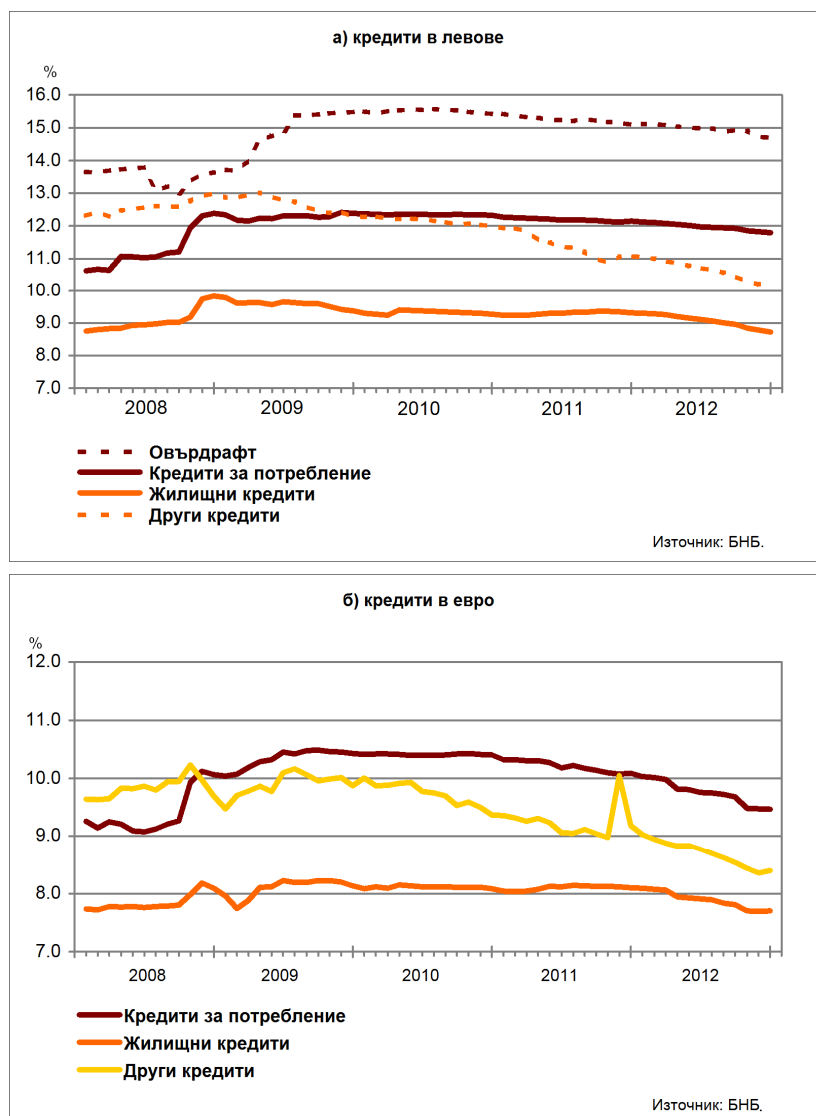 а) кредити в левове
%
16.0
15.0
14.0
13.0
12.0
11.0
10.0
9.0
8.0
7.0
2008 2009 2010 2011 2012
Овърдрафт
Кредити за потребление
Жилищни кредити
Други кредити
Източник: БНБ.
б) кредити в евро
%
12.0
11.0
10.0
9.0
8.0
7.0
2008 2009 2010 2011 2012
Кредити за потребление
Жилищни кредити
Други кредити
Източник: БНБ.